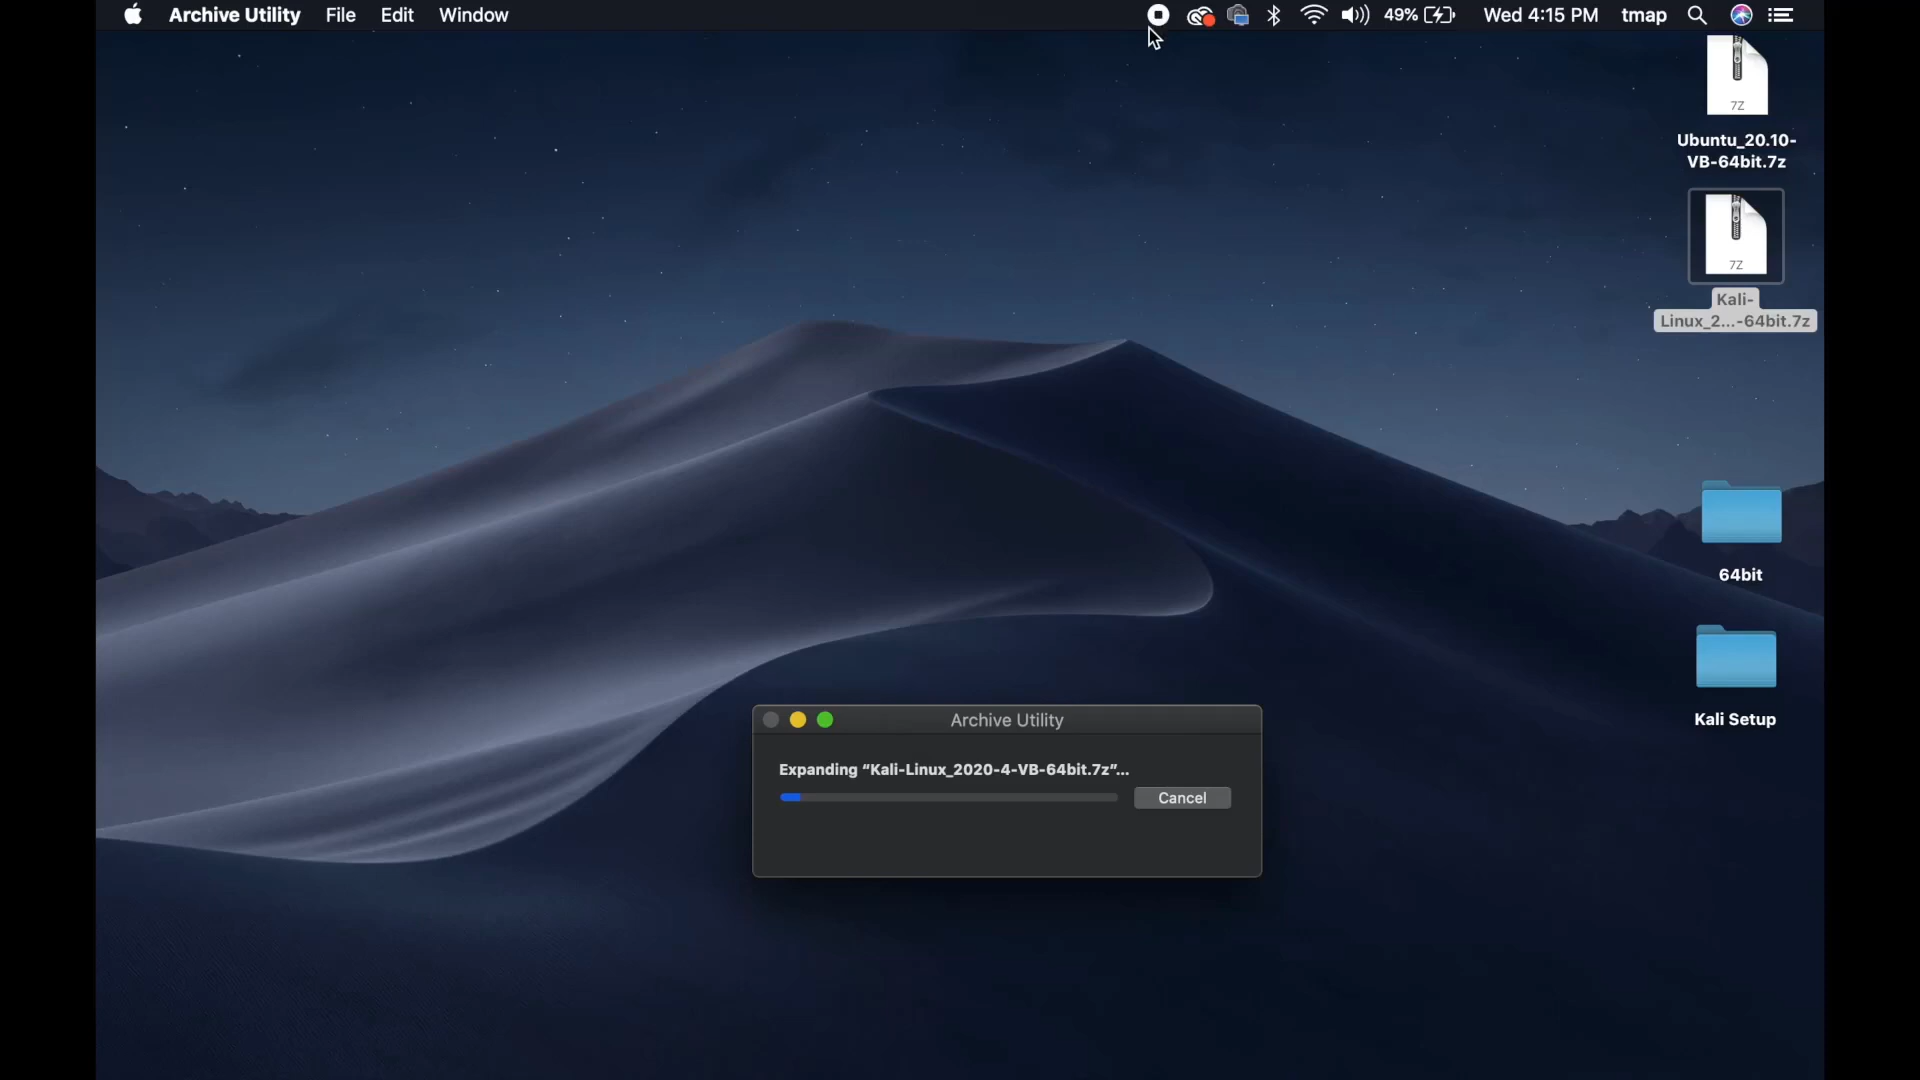 Archive Utility File Edit Window 49% Wed 4:15 PM tmap
7Z
Ubuntu_20.10-
VB-64bit.7z
7Z
Kali-
Linux_2...-64bit.7z
64bit
Kali Setup
Archive Utility
Expanding “Kali-Linux_2020-4-VB-64bit.7z”...
Cancel